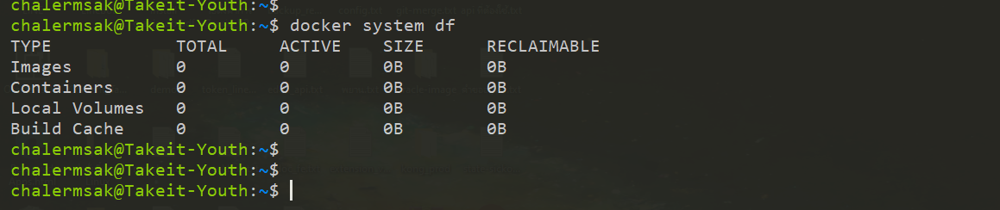 chalermsak@Takeit-Youth:~$
chalermsak@Takeit-Youth:~$ docker system df
TYPE TOTAL ACTIVE SIZE RECLAIMABLE
Images 0 0 0B 0B
Containers 0 0 0B 0B
Local Volumes 0 0 0B 0B
Build Cache 0 0 0B 0B
chalermsak@Takeit-Youth:~$
chalermsak@Takeit-Youth:~$
chalermsak@Takeit-Youth:~$